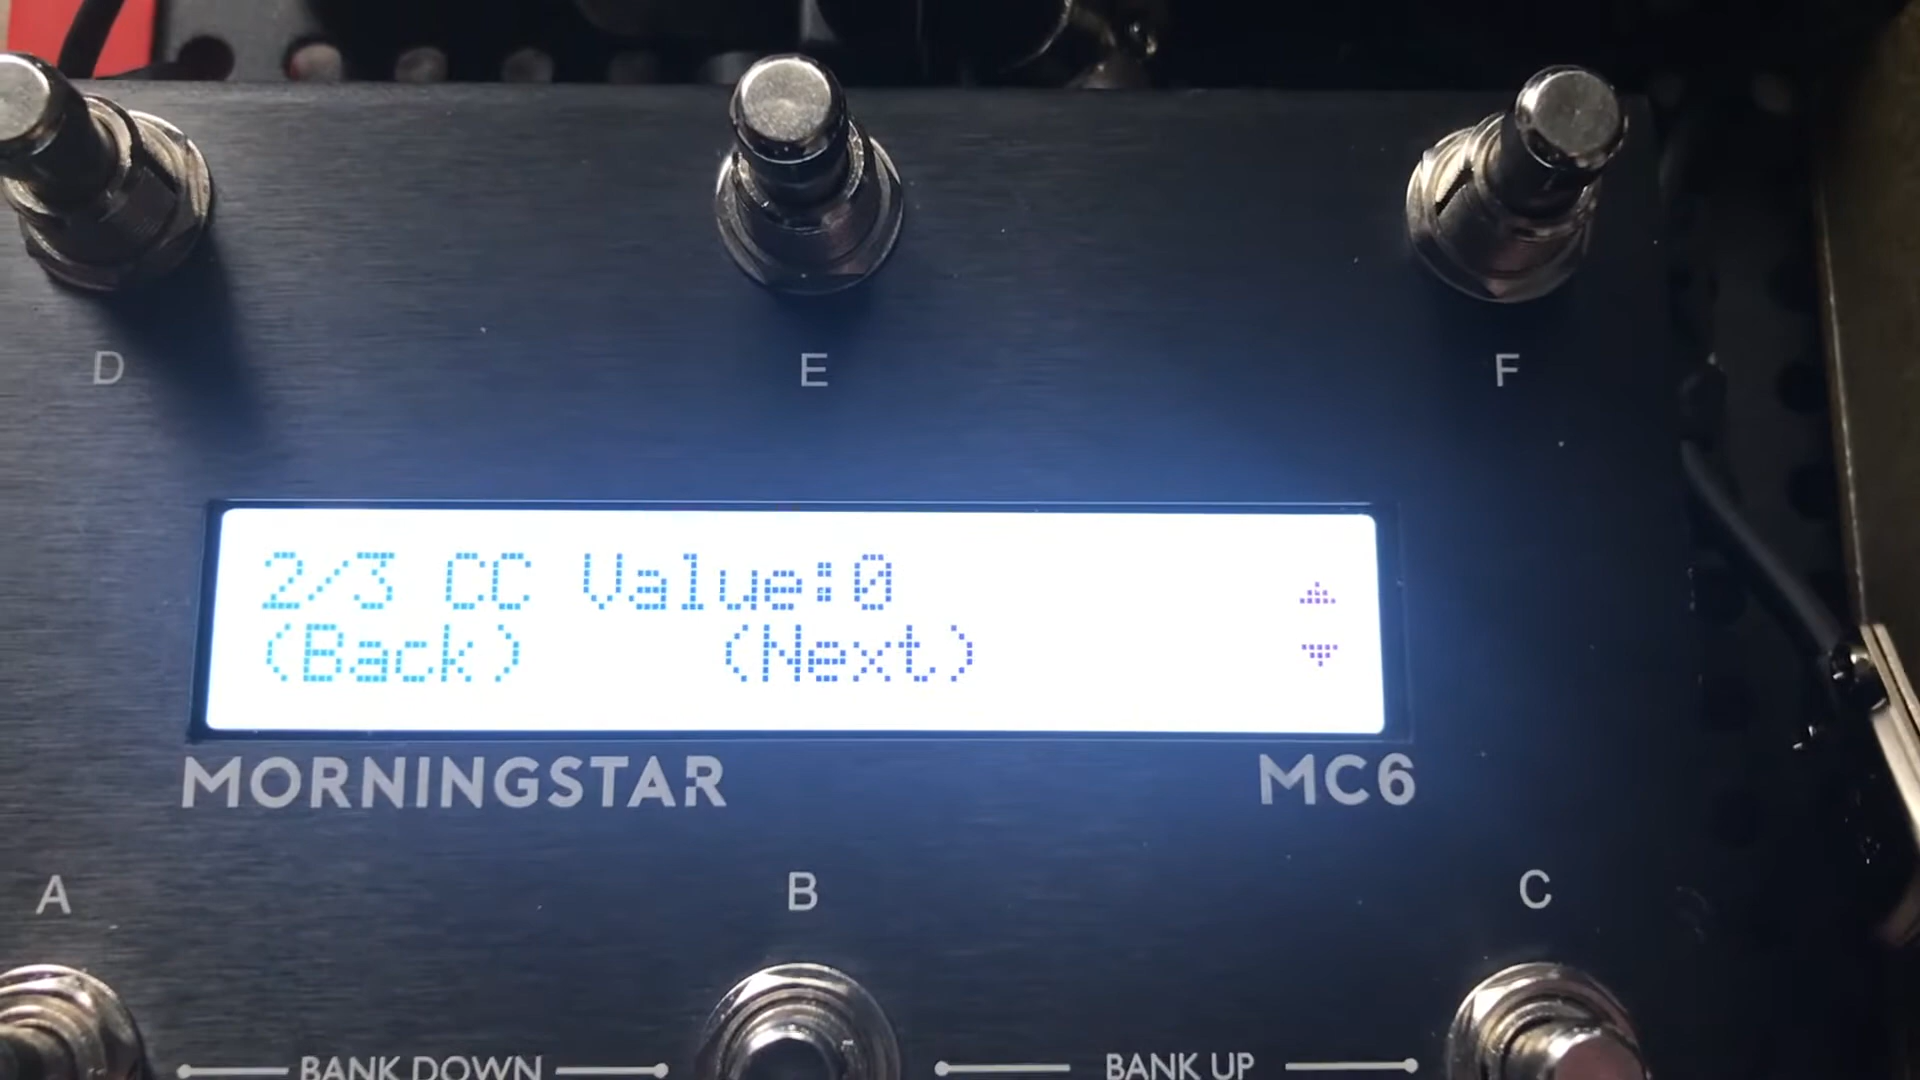 D E F
2/3 CC Value:0
(Back) (Next)
MORNINGSTAR MC6
A B C
BANK DOWN BANK UP